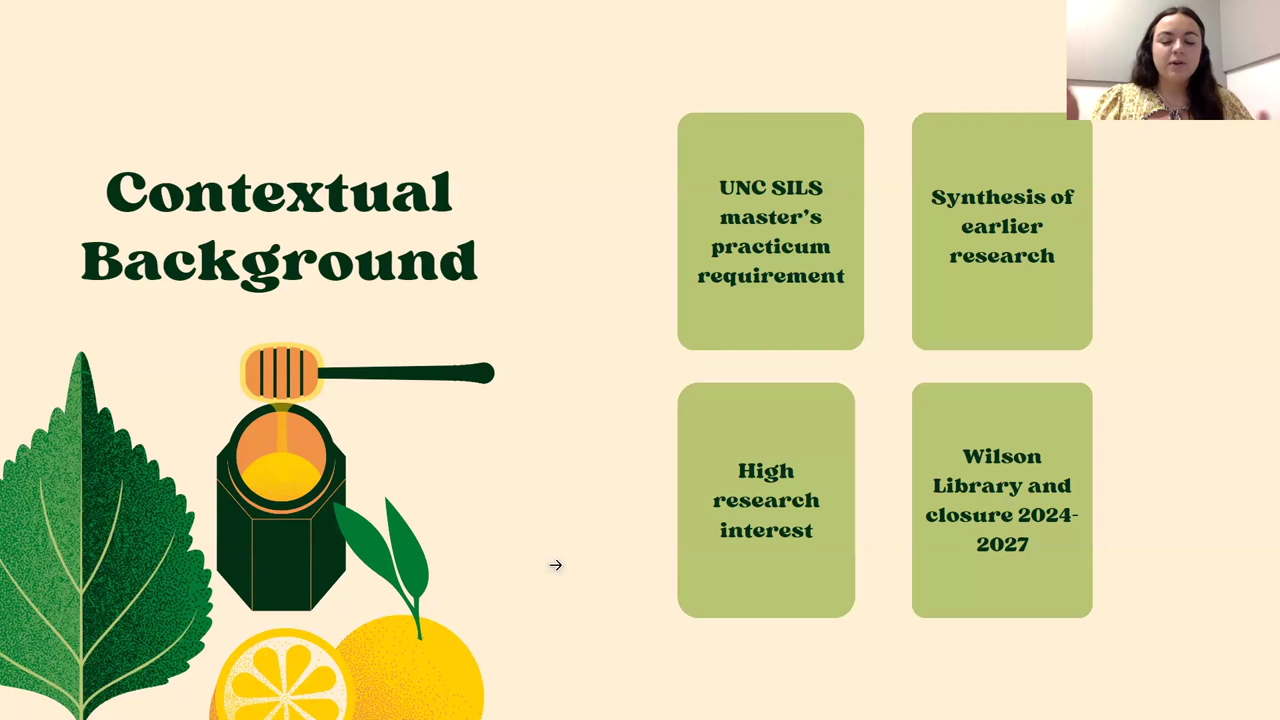 Contextual
Background
UNC SILS
master's
practicum
requirement
Synthesis of
earlier
research
High
research
interest
Wilson
Library and
closure 2024-
2027